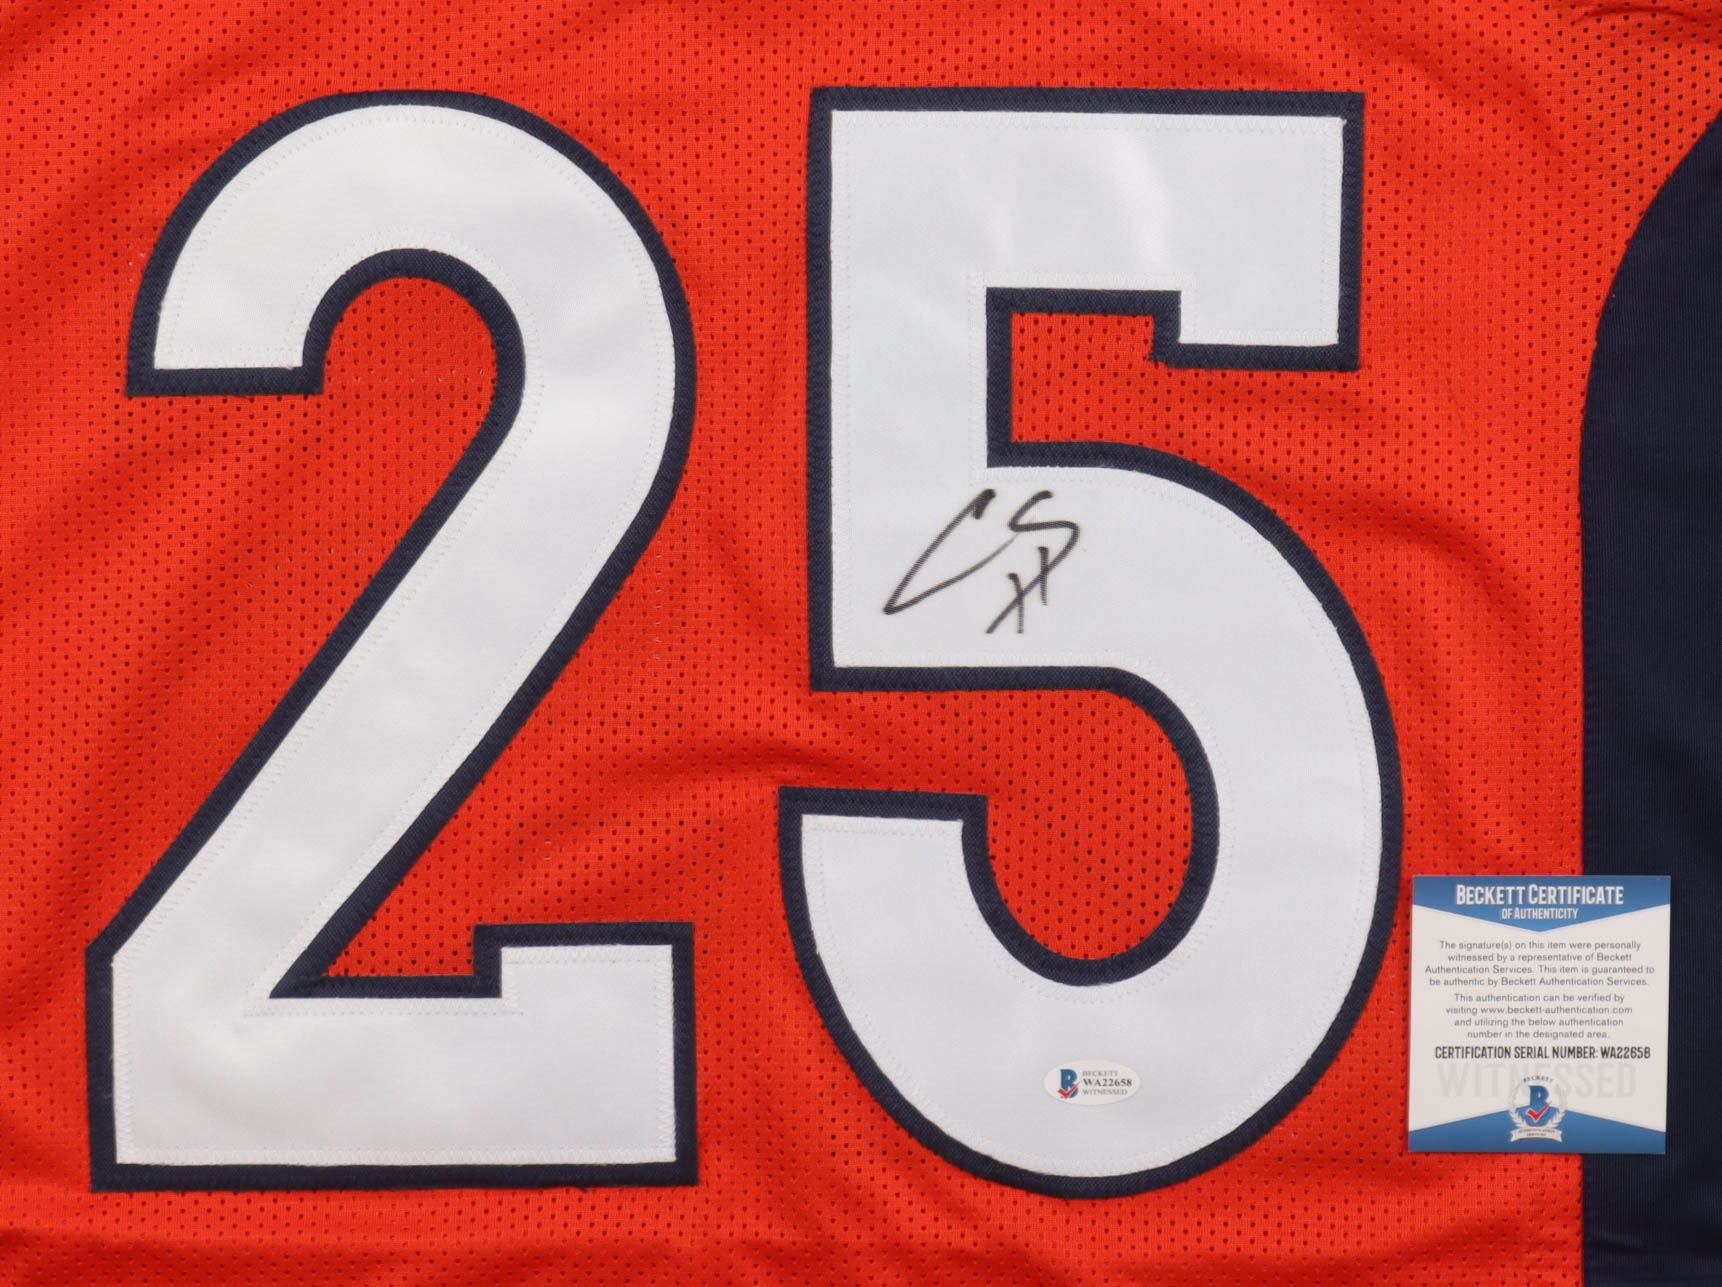 25
BECKETT
WA22658
WITNESSED
BECKETT CERTIFICATE
OF AUTHENTICITY
The signature(s) on this item were personally
witnessed by a representative of Beckett
Authentication Services. This item is guaranteed to
be authentic by Beckett Authentication Services.
This authentication can be verified by
visiting www.beckett-authentication.com
and utilizing the below authentication
number in the designated area.
CERTIFICATION SERIAL NUMBER: WA22658
WITNESSED
BECKETT
B